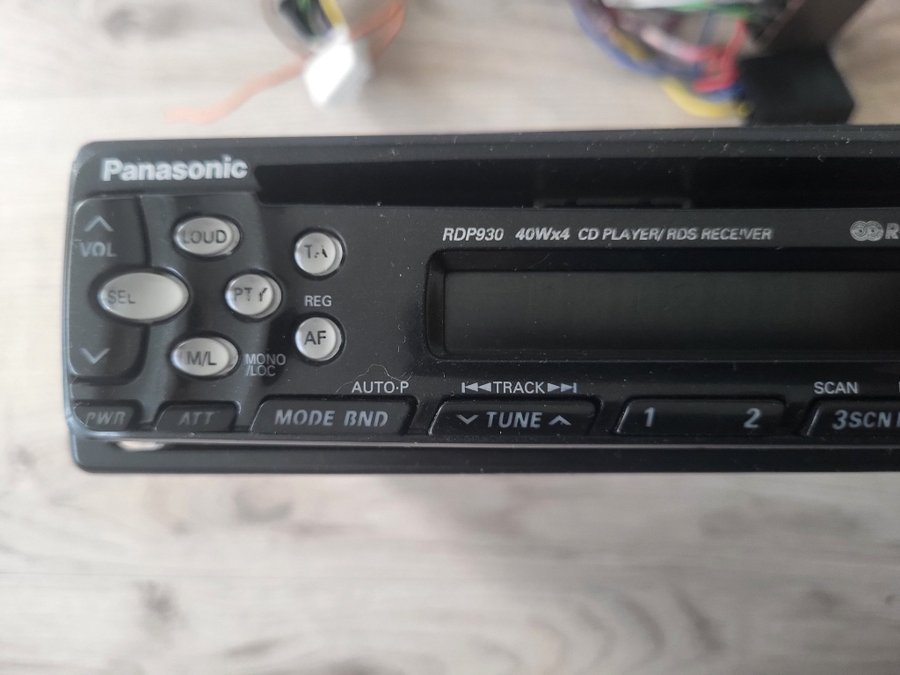 Panasonic
VOL
LOUD
TA
RDP930 40Wx4 CD PLAYER/RDS RECEIVER
R
SEL
PTY
REG
M/L
MONO
/LOC
AF
AUTO·P
TRACK
SCAN
PWR
ATT
MODE BND
TUNE
1
2
3SCN